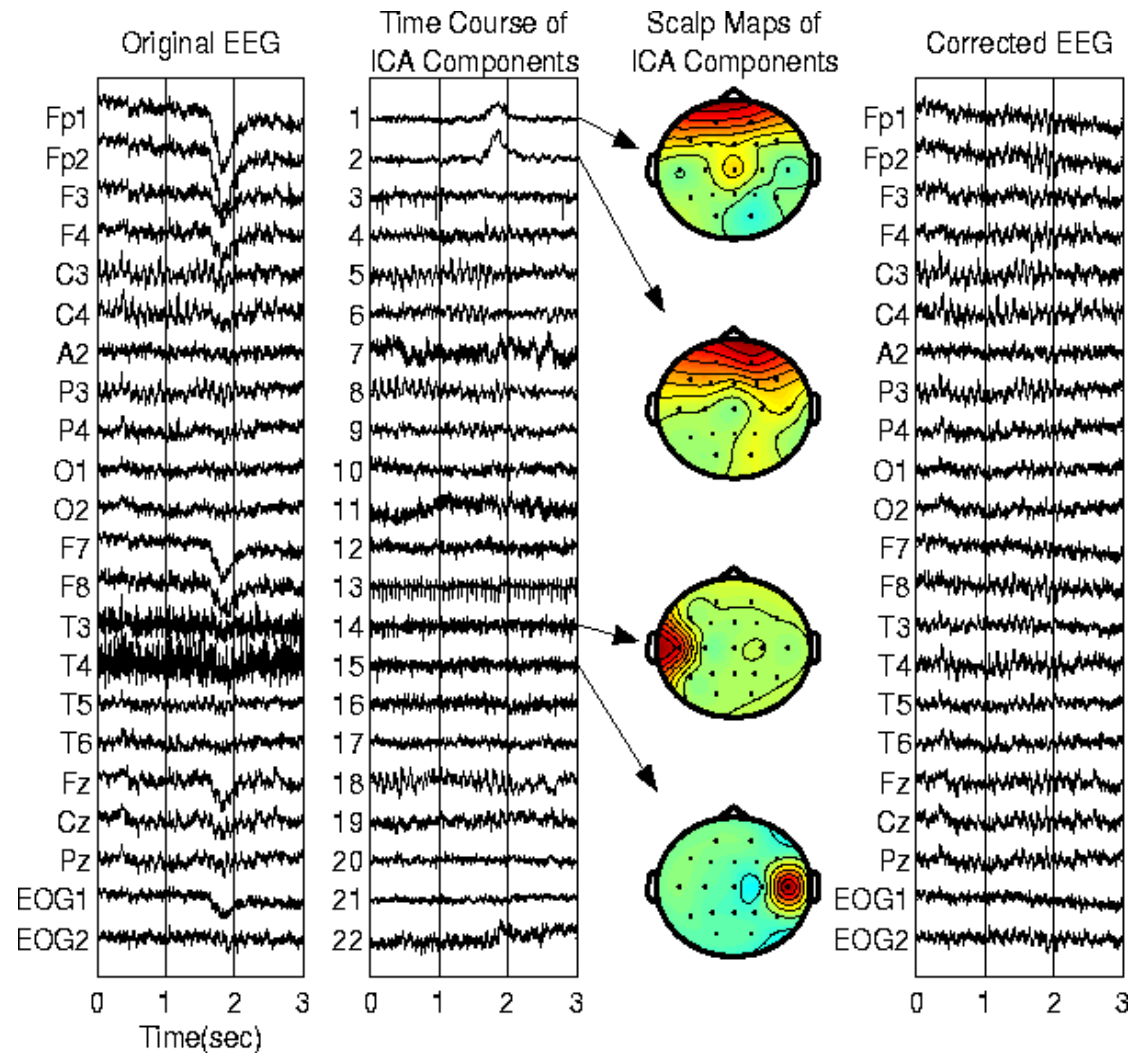 Original EEG
Time Course of
ICA Components
Scalp Maps of
ICA Components
Corrected EEG
Fp1
Fp2
F3
F4
C3
C4
A2
P3
P4
O1
O2
F7
F8
T3
T4
T5
T6
Fz
Cz
Pz
EOG1
EOG2
0 1 2 3
Time(sec)
1
2
3
4
5
6
7
8
9
10
11
12
13
14
15
16
17
18
19
20
21
22
0 1 2 3
Fp1
Fp2
F3
F4
C3
C4
A2
P3
P4
O1
O2
F7
F8
T3
T4
T5
T6
Fz
Cz
Pz
EOG1
EOG2
0 1 2 3